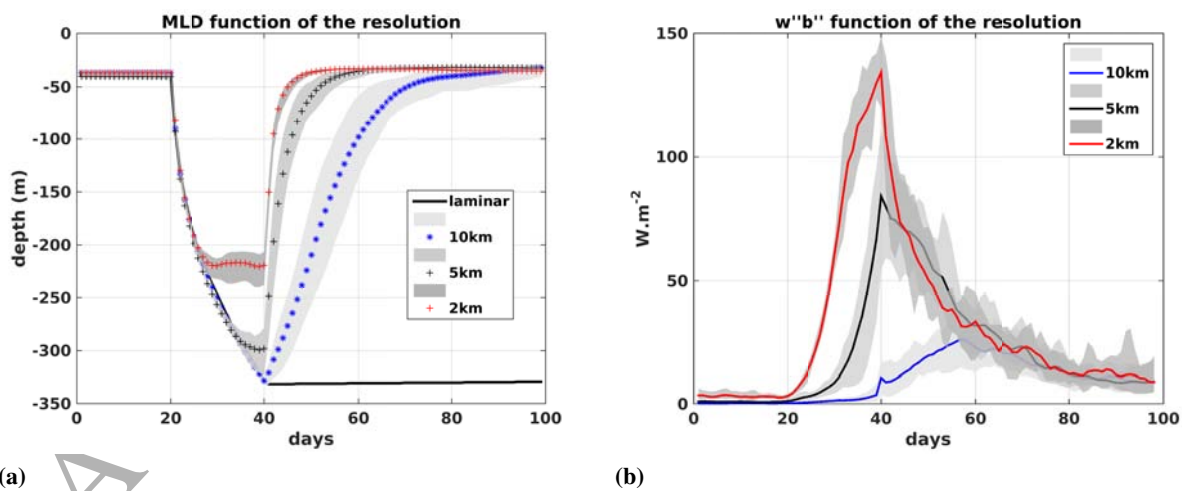 MLD function of the resolution
0
-50
-100
-150
-200
-250
-300
-350
depth (m)
laminar
10km
5km
2km
0
20
40
60
80
100
days
(a)
w''b'' function of the resolution
150
100
50
0
W.m-2
10km
5km
2km
0
20
40
60
80
100
days
(b)
A